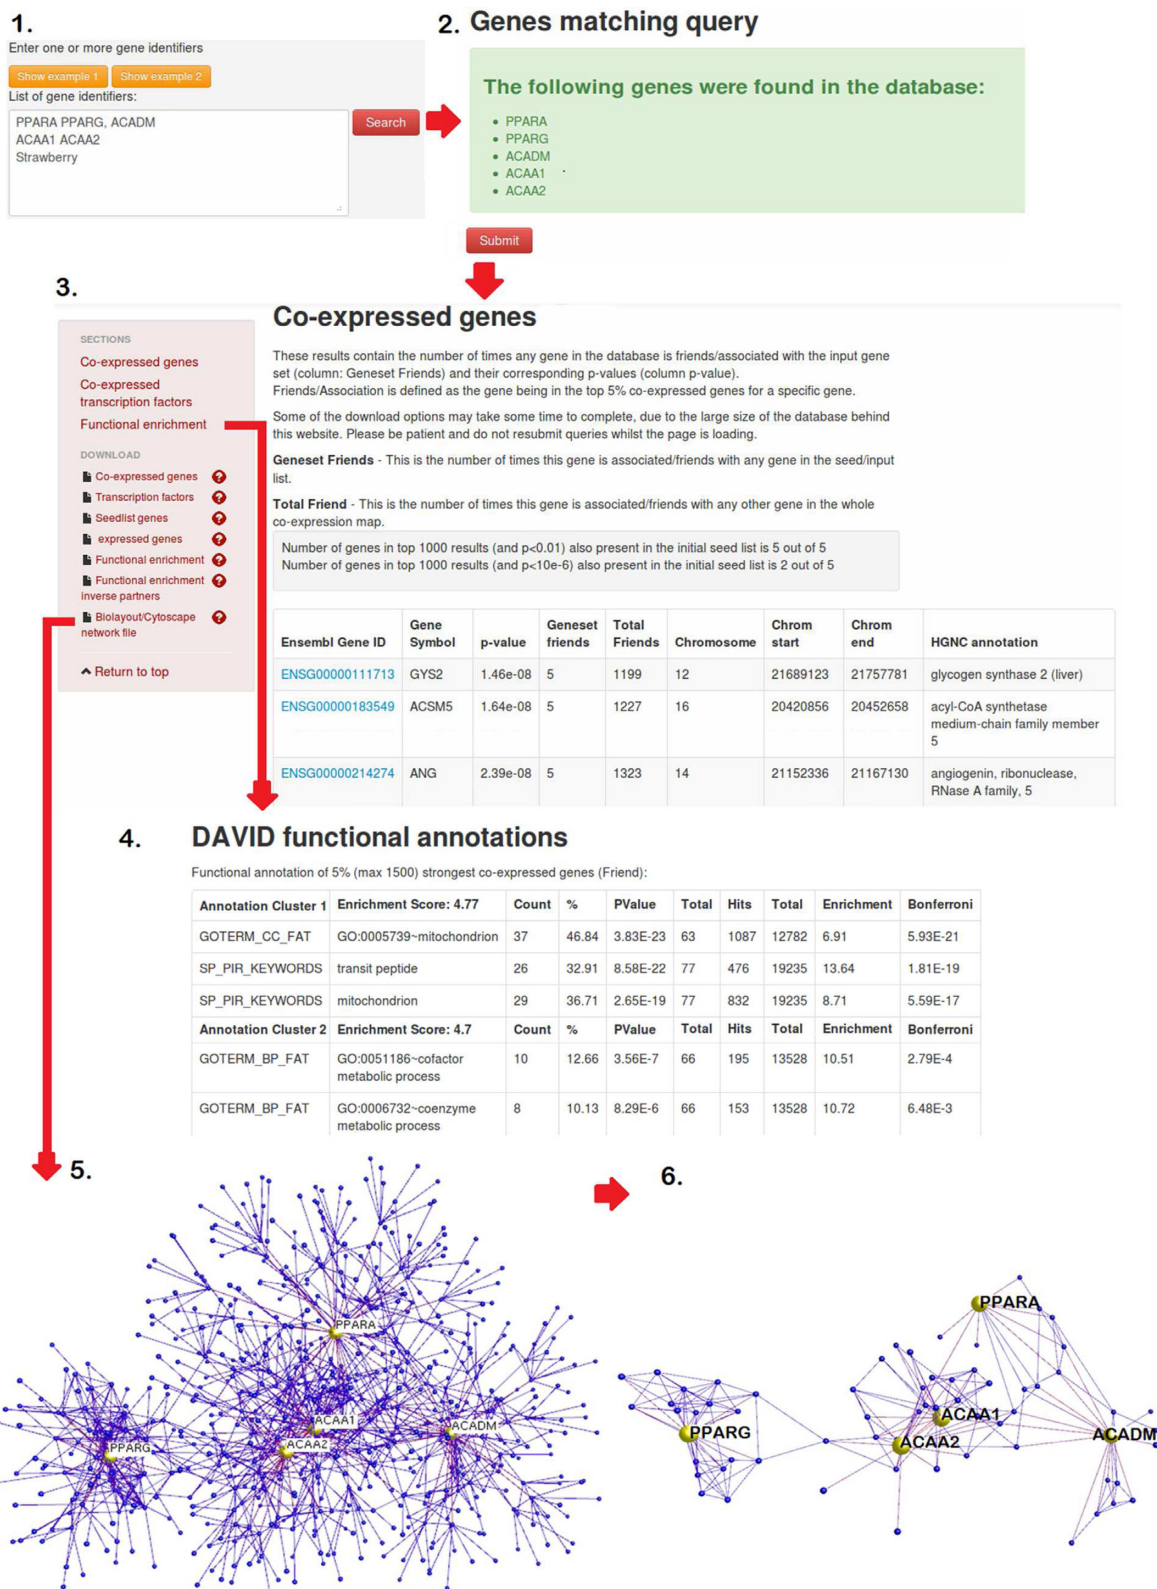 1.
Enter one or more gene identifiers
Show example 1 Show example 2
List of gene identifiers:
PPARA PPARG, ACADM
ACAA1 ACAA2
Strawberry
Search
2. Genes matching query
The following genes were found in the database:
• PPARA
• PPARG
• ACADM
• ACAA1
• ACAA2
Submit
3.
SECTIONS
Co-expressed genes
Co-expressed
transcription factors
Functional enrichment
DOWNLOAD
Co-expressed genes ?
Transcription factors ?
Seedlist genes ?
expressed genes ?
Functional enrichment ?
Functional enrichment ?
inverse partners
Biolayout/Cytoscape ?
network file
Return to top
Co-expressed genes
These results contain the number of times any gene in the database is friends/associated with the input gene
set (column: Geneset Friends) and their corresponding p-values (column p-value).
Friends/Association is defined as the gene being in the top 5% co-expressed genes for a specific gene.
Some of the download options may take some time to complete, due to the large size of the database behind
this website. Please be patient and do not resubmit queries whilst the page is loading.
Geneset Friends - This is the number of times this gene is associated/friends with any gene in the seed/input
list.
Total Friend - This is the number of times this gene is associated/friends with any other gene in the whole
co-expression map.
Number of genes in top 1000 results (and p<0.01) also present in the initial seed list is 5 out of 5
Number of genes in top 1000 results (and p<10e-6) also present in the initial seed list is 2 out of 5
Ensembl Gene ID Gene Symbol p-value Geneset friends Total Friends Chromosome Chrom start Chrom end HGNC annotation
ENSG00000111713 GYS2 1.46e-08 5 1199 12 21689123 21757781 glycogen synthase 2 (liver)
ENSG00000183549 ACSM5 1.64e-08 5 1227 16 20420856 20452658 acyl-CoA synthetase
medium-chain family member
5
ENSG00000214274 ANG 2.39e-08 5 1323 14 21152336 21167130 angiogenin, ribonuclease,
RNase A family, 5
4. DAVID functional annotations
Functional annotation of 5% (max 1500) strongest co-expressed genes (Friend):
Annotation Cluster 1 Enrichment Score: 4.77 Count % PValue Total Hits Total Enrichment Bonferroni
GOTERM_CC_FAT GO:0005739~mitochondrion 37 46.84 3.83E-23 63 1087 12782 6.91 5.93E-21
SP_PIR_KEYWORDS transit peptide 26 32.91 8.58E-22 77 476 19235 13.64 1.81E-19
SP_PIR_KEYWORDS mitochondrion 29 36.71 2.65E-19 77 832 19235 8.71 5.59E-17
Annotation Cluster 2 Enrichment Score: 4.7 Count % PValue Total Hits Total Enrichment Bonferroni
GOTERM_BP_FAT GO:0051186~cofactor 10 12.66 3.56E-7 66 195 13528 10.51 2.79E-4
metabolic process
GOTERM_BP_FAT GO:0006732~coenzyme 8 10.13 8.29E-6 66 153 13528 10.72 6.48E-3
metabolic process
5.
PPARA
ACAA1
ACADM
ACAA2
PPARG
6.
PPARA
ACAA1
PPARG
ACAA2
ACADM